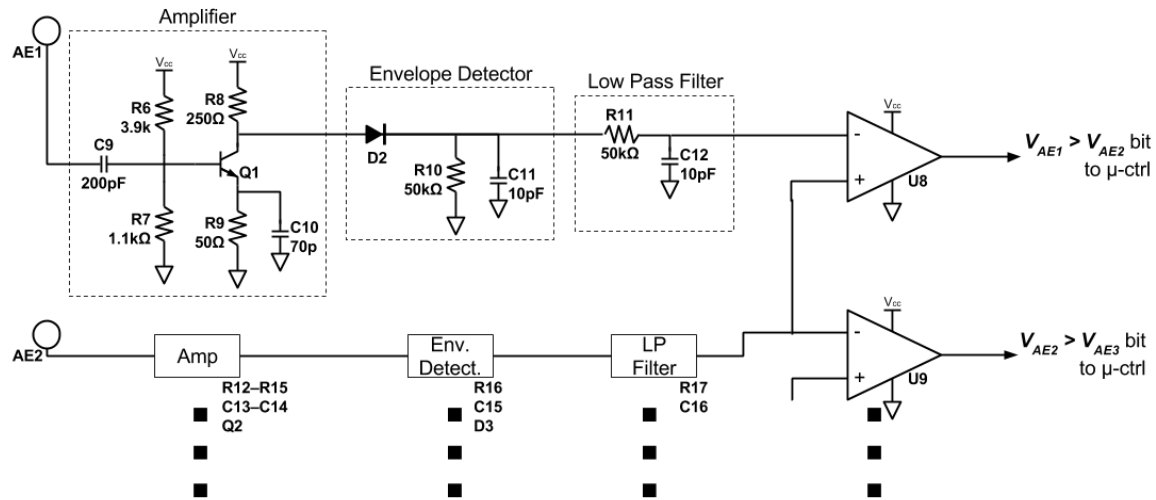 Amplifier
AE1
Vcc
Vcc
R6
3.9k
R8
250Ω
Envelope Detector
Low Pass Filter
C9
200pF
Q1
D2
R10
50kΩ
C11
10pF
R11
50kΩ
C12
10pF
R7
1.1kΩ
R9
50Ω
C10
70p
Vcc
-
+
U8
VAE1 > VAE2 bit
to µ-ctrl
AE2
Amp
R12–R15
C13–C14
Q2
Env.
Detect.
R16
C15
D3
LP
Filter
R17
C16
Vcc
-
+
U9
VAE2 > VAE3 bit
to µ-ctrl